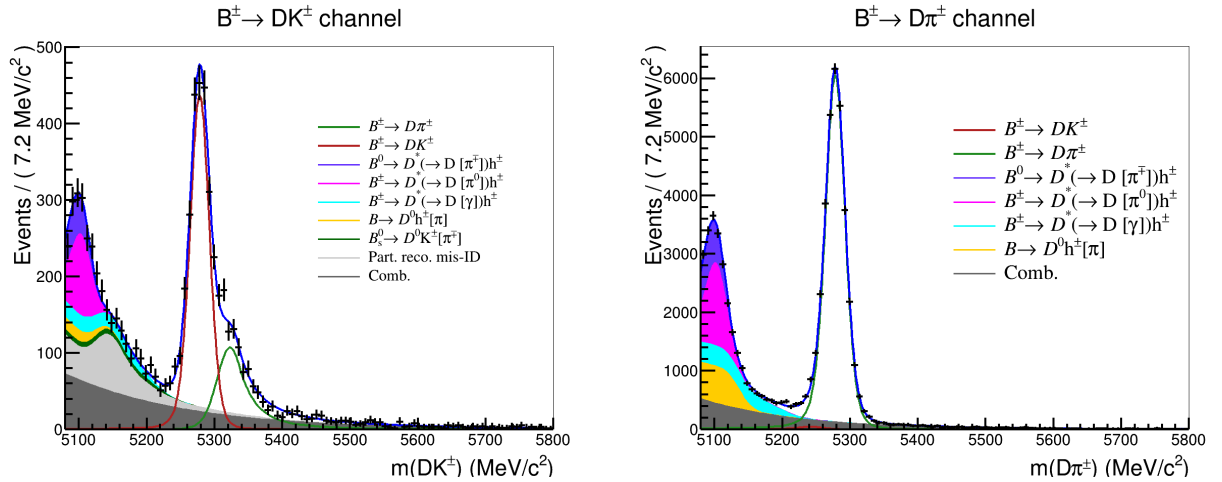 B±→ DK± channel
Events / ( 7.2 MeV/c²)
500
400
300
200
100
0
B±→ Dπ±
B±→ DK±
B⁰→ D*(→ D [π∓])h±
B±→ D*(→ D [π⁰])h±
B±→ D*(→ D [γ])h±
B→ D⁰h±[π]
B⁰ₛ→ D⁰K±[π∓]
Part. reco. mis-ID
Comb.
5100 5200 5300 5400 5500 5600 5700 5800
m(DK±) (MeV/c²)
B±→ Dπ± channel
Events / ( 7.2 MeV/c²)
6000
5000
4000
3000
2000
1000
0
B±→ DK±
B±→ Dπ±
B⁰→ D*(→ D [π∓])h±
B±→ D*(→ D [π⁰])h±
B±→ D*(→ D [γ])h±
B→ D⁰h±[π]
Comb.
5100 5200 5300 5400 5500 5600 5700 5800
m(Dπ±) (MeV/c²)